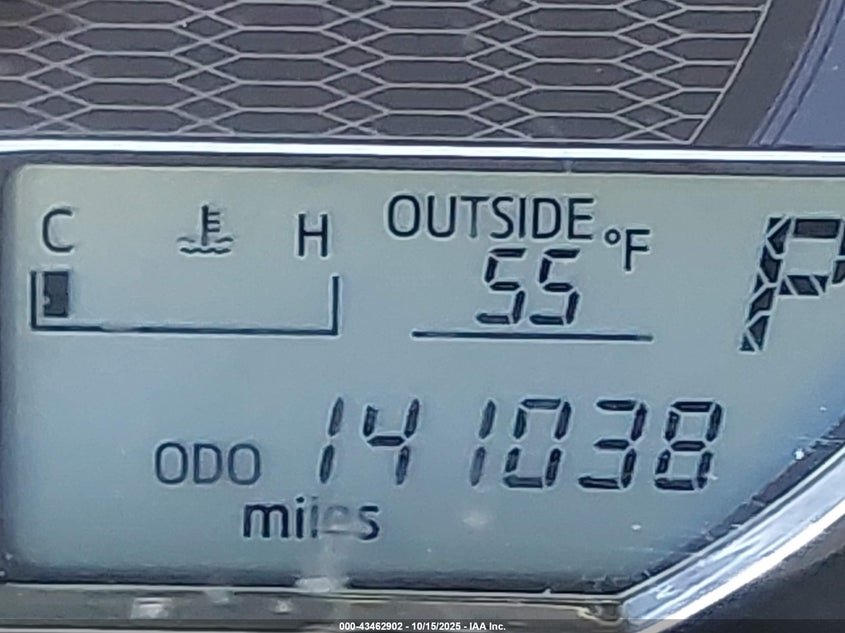 C H OUTSIDE °F
55 P
ODO 141038
miles
000-43462902 - 10/15/2025 - IAA Inc.